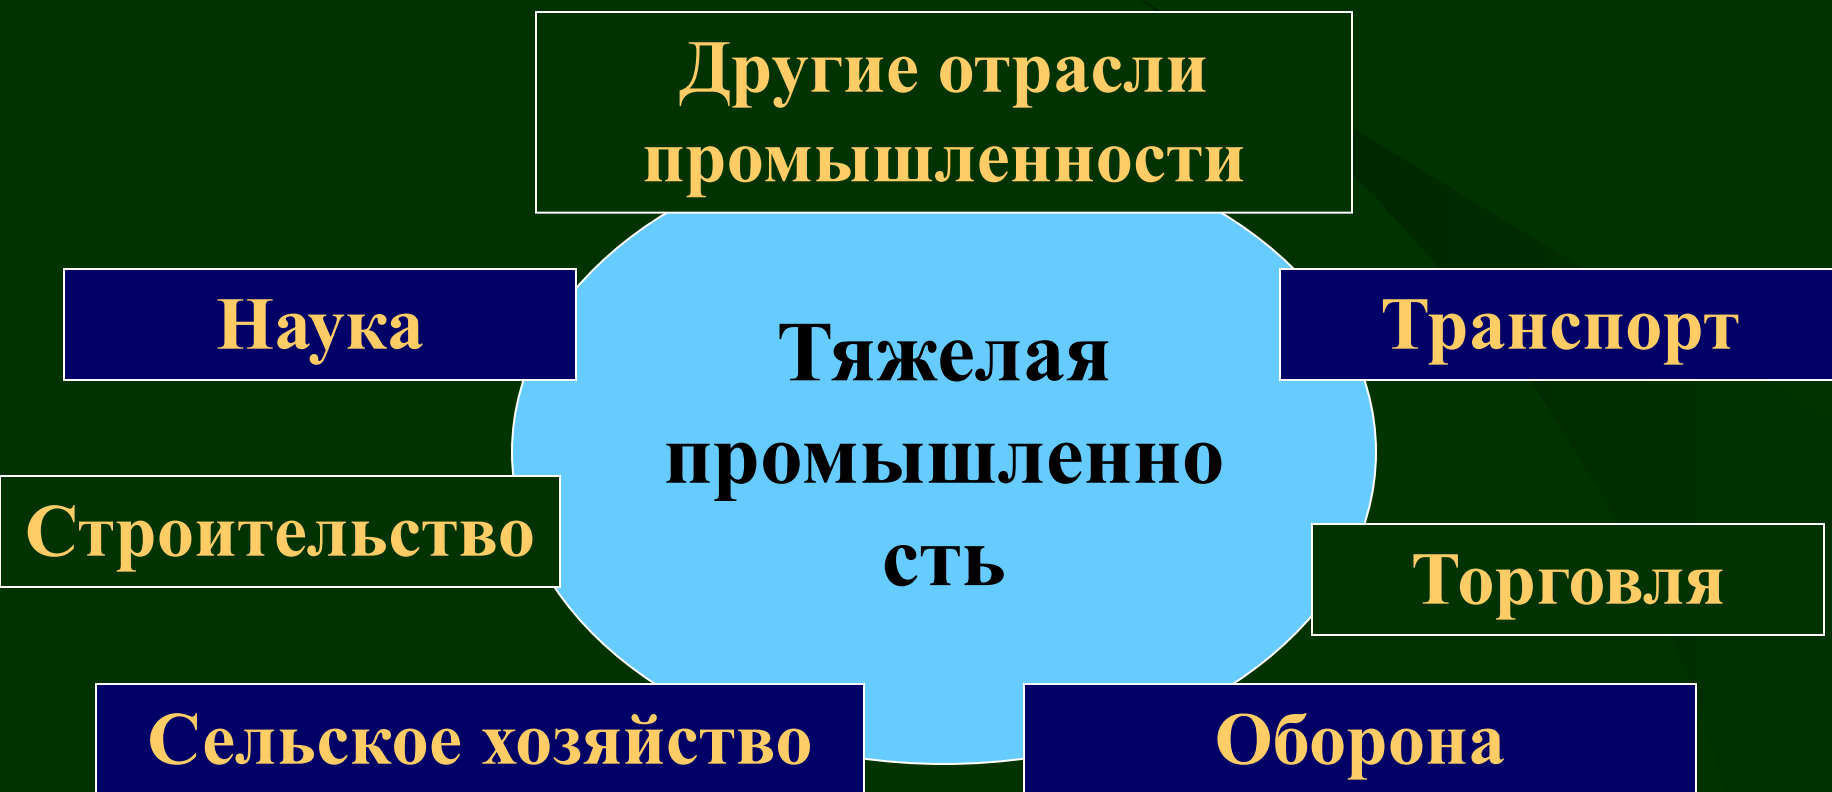 Другие отрасли
промышленности
Наука
Транспорт
Тяжелая
промышленно
сть
Строительство
Торговля
Сельское хозяйство
Оборона